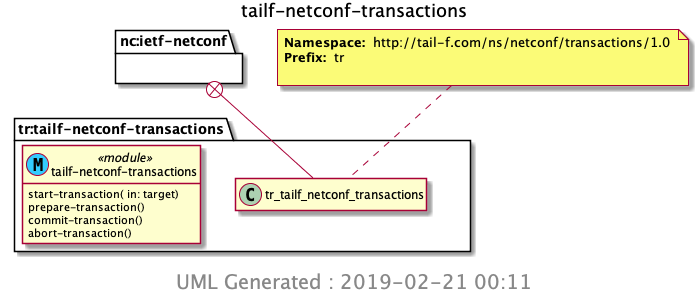 tailf-netconf-transactions
nc:ietf-netconf
Namespace: http://tail-f.com/ns/netconf/transactions/1.0
Prefix: tr
tr:tailf-netconf-transactions
M
«module»
tailf-netconf-transactions
start-transaction( in: target)
prepare-transaction()
commit-transaction()
abort-transaction()
C tr_tailf_netconf_transactions
UML Generated : 2019-02-21 00:11